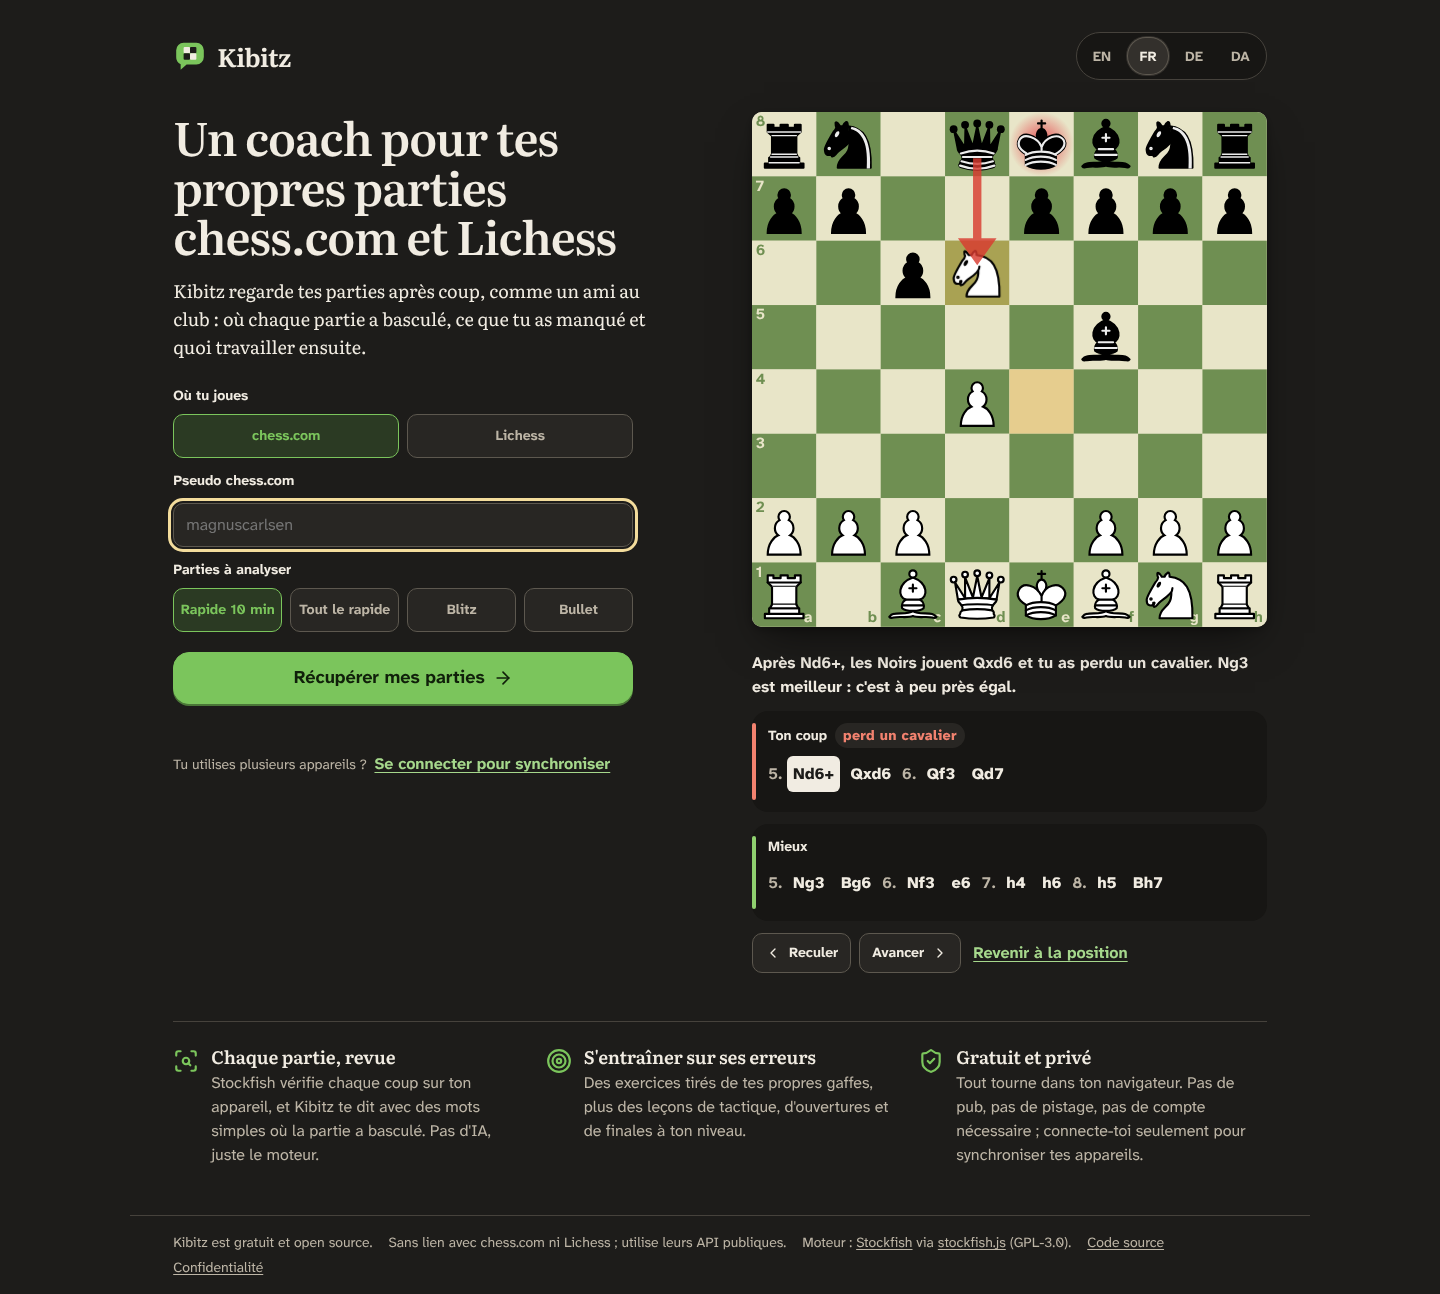 Kibitz
EN FR DE DA
Un coach pour tes
propres parties
chess.com et Lichess
Kibitz regarde tes parties après coup, comme un ami au
club : où chaque partie a basculé, ce que tu as manqué et
quoi travailler ensuite.
Où tu joues
chess.com Lichess
Pseudo chess.com
magnuscarlsen
Parties à analyser
Rapide 10 min Tout le rapide Blitz Bullet
Récupérer mes parties →
Tu utilises plusieurs appareils ? Se connecter pour synchroniser
8
7
6
5
4
3
2
1
a b c d e f g h
Après Nd6+, les Noirs jouent Qxd6 et tu as perdu un cavalier. Ng3
est meilleur : c'est à peu près égal.
Ton coup perd un cavalier
5. Nd6+ Qxd6 6. Qf3 Qd7
Mieux
5. Ng3 Bg6 6. Nf3 e6 7. h4 h6 8. h5 Bh7
Reculer Avancer Revenir à la position
Chaque partie, revue
Stockfish vérifie chaque coup sur ton
appareil, et Kibitz te dit avec des mots
simples où la partie a basculé. Pas d'IA,
juste le moteur.
S'entraîner sur ses erreurs
Des exercices tirés de tes propres gaffes,
plus des leçons de tactique, d'ouvertures et
de finales à ton niveau.
Gratuit et privé
Tout tourne dans ton navigateur. Pas de
pub, pas de pistage, pas de compte
nécessaire ; connecte-toi seulement pour
synchroniser tes appareils.
Kibitz est gratuit et open source. Sans lien avec chess.com ni Lichess ; utilise leurs API publiques. Moteur : Stockfish via stockfish.js (GPL-3.0). Code source
Confidentialité